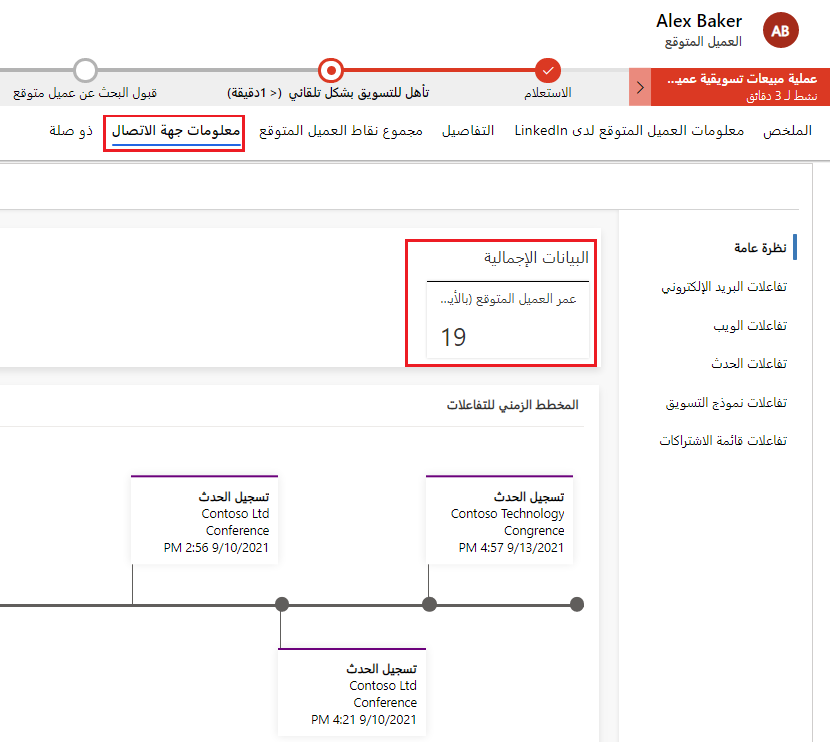 Alex Baker
العميل المتوقع
AB
عملية مبيعات تسويقية عميـ...
نشط لـ 3 دقائق
الاستعلام
تأهل للتسويق بشكل تلقائي (< 1دقيقة)
قبول البحث عن عميل متوقع
الملخص
معلومات العميل المتوقع لدى LinkedIn
التفاصيل
مجموع نقاط العميل المتوقع
معلومات جهة الاتصال
ذو صلة
نظرة عامة
تفاعلات البريد الإلكتروني
تفاعلات الويب
تفاعلات الحدث
تفاعلات نموذج التسويق
تفاعلات قائمة الاشتراكات
البيانات الإجمالية
عمر العميل المتوقع (بالأيـ...
19
المخطط الزمني للتفاعلات
تسجيل الحدث
Contoso Technology
Congrence
PM 4:57 9/13/2021
تسجيل الحدث
Contoso Ltd
Conference
PM 2:56 9/10/2021
تسجيل الحدث
Contoso Ltd
Conference
PM 4:21 9/10/2021